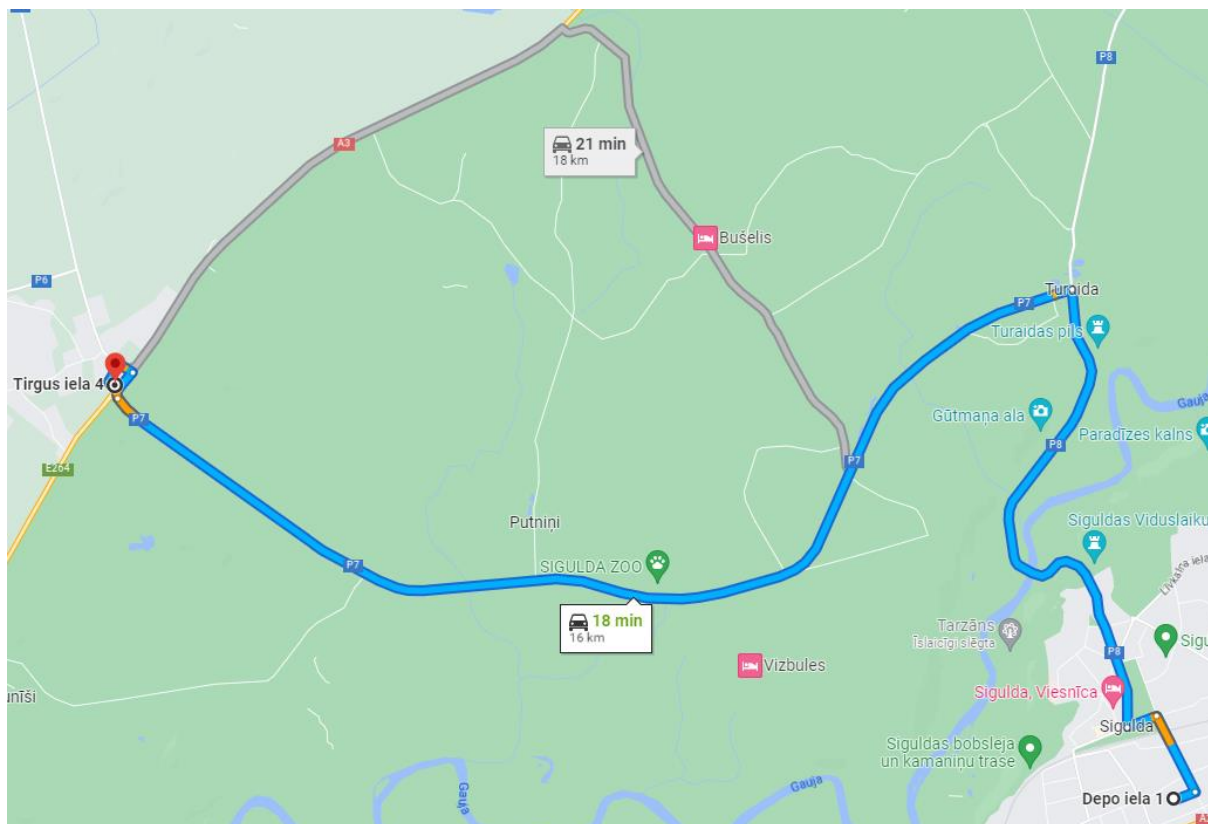 P8
A3
21 min
18 km
Bušelis
P6
Turaida
P7
Turaidas pils
Tirgus iela 4
P7
Gūtmaņa ala
Gauja
P8
Paradīzes kalns
P7
E264
Putniņi
Siguldas Viduslaiku
P7
SIGULDA ZOO
Līvkalna iela
18 min
16 km
Tarzāns
Īslaicīgi slēgta
P8
Vizbules
Sigulda, Viesnīca
Sigulda
Siguldas bobsleja
un kamaniņu trase
Gauja
Gauja
Depo iela 1